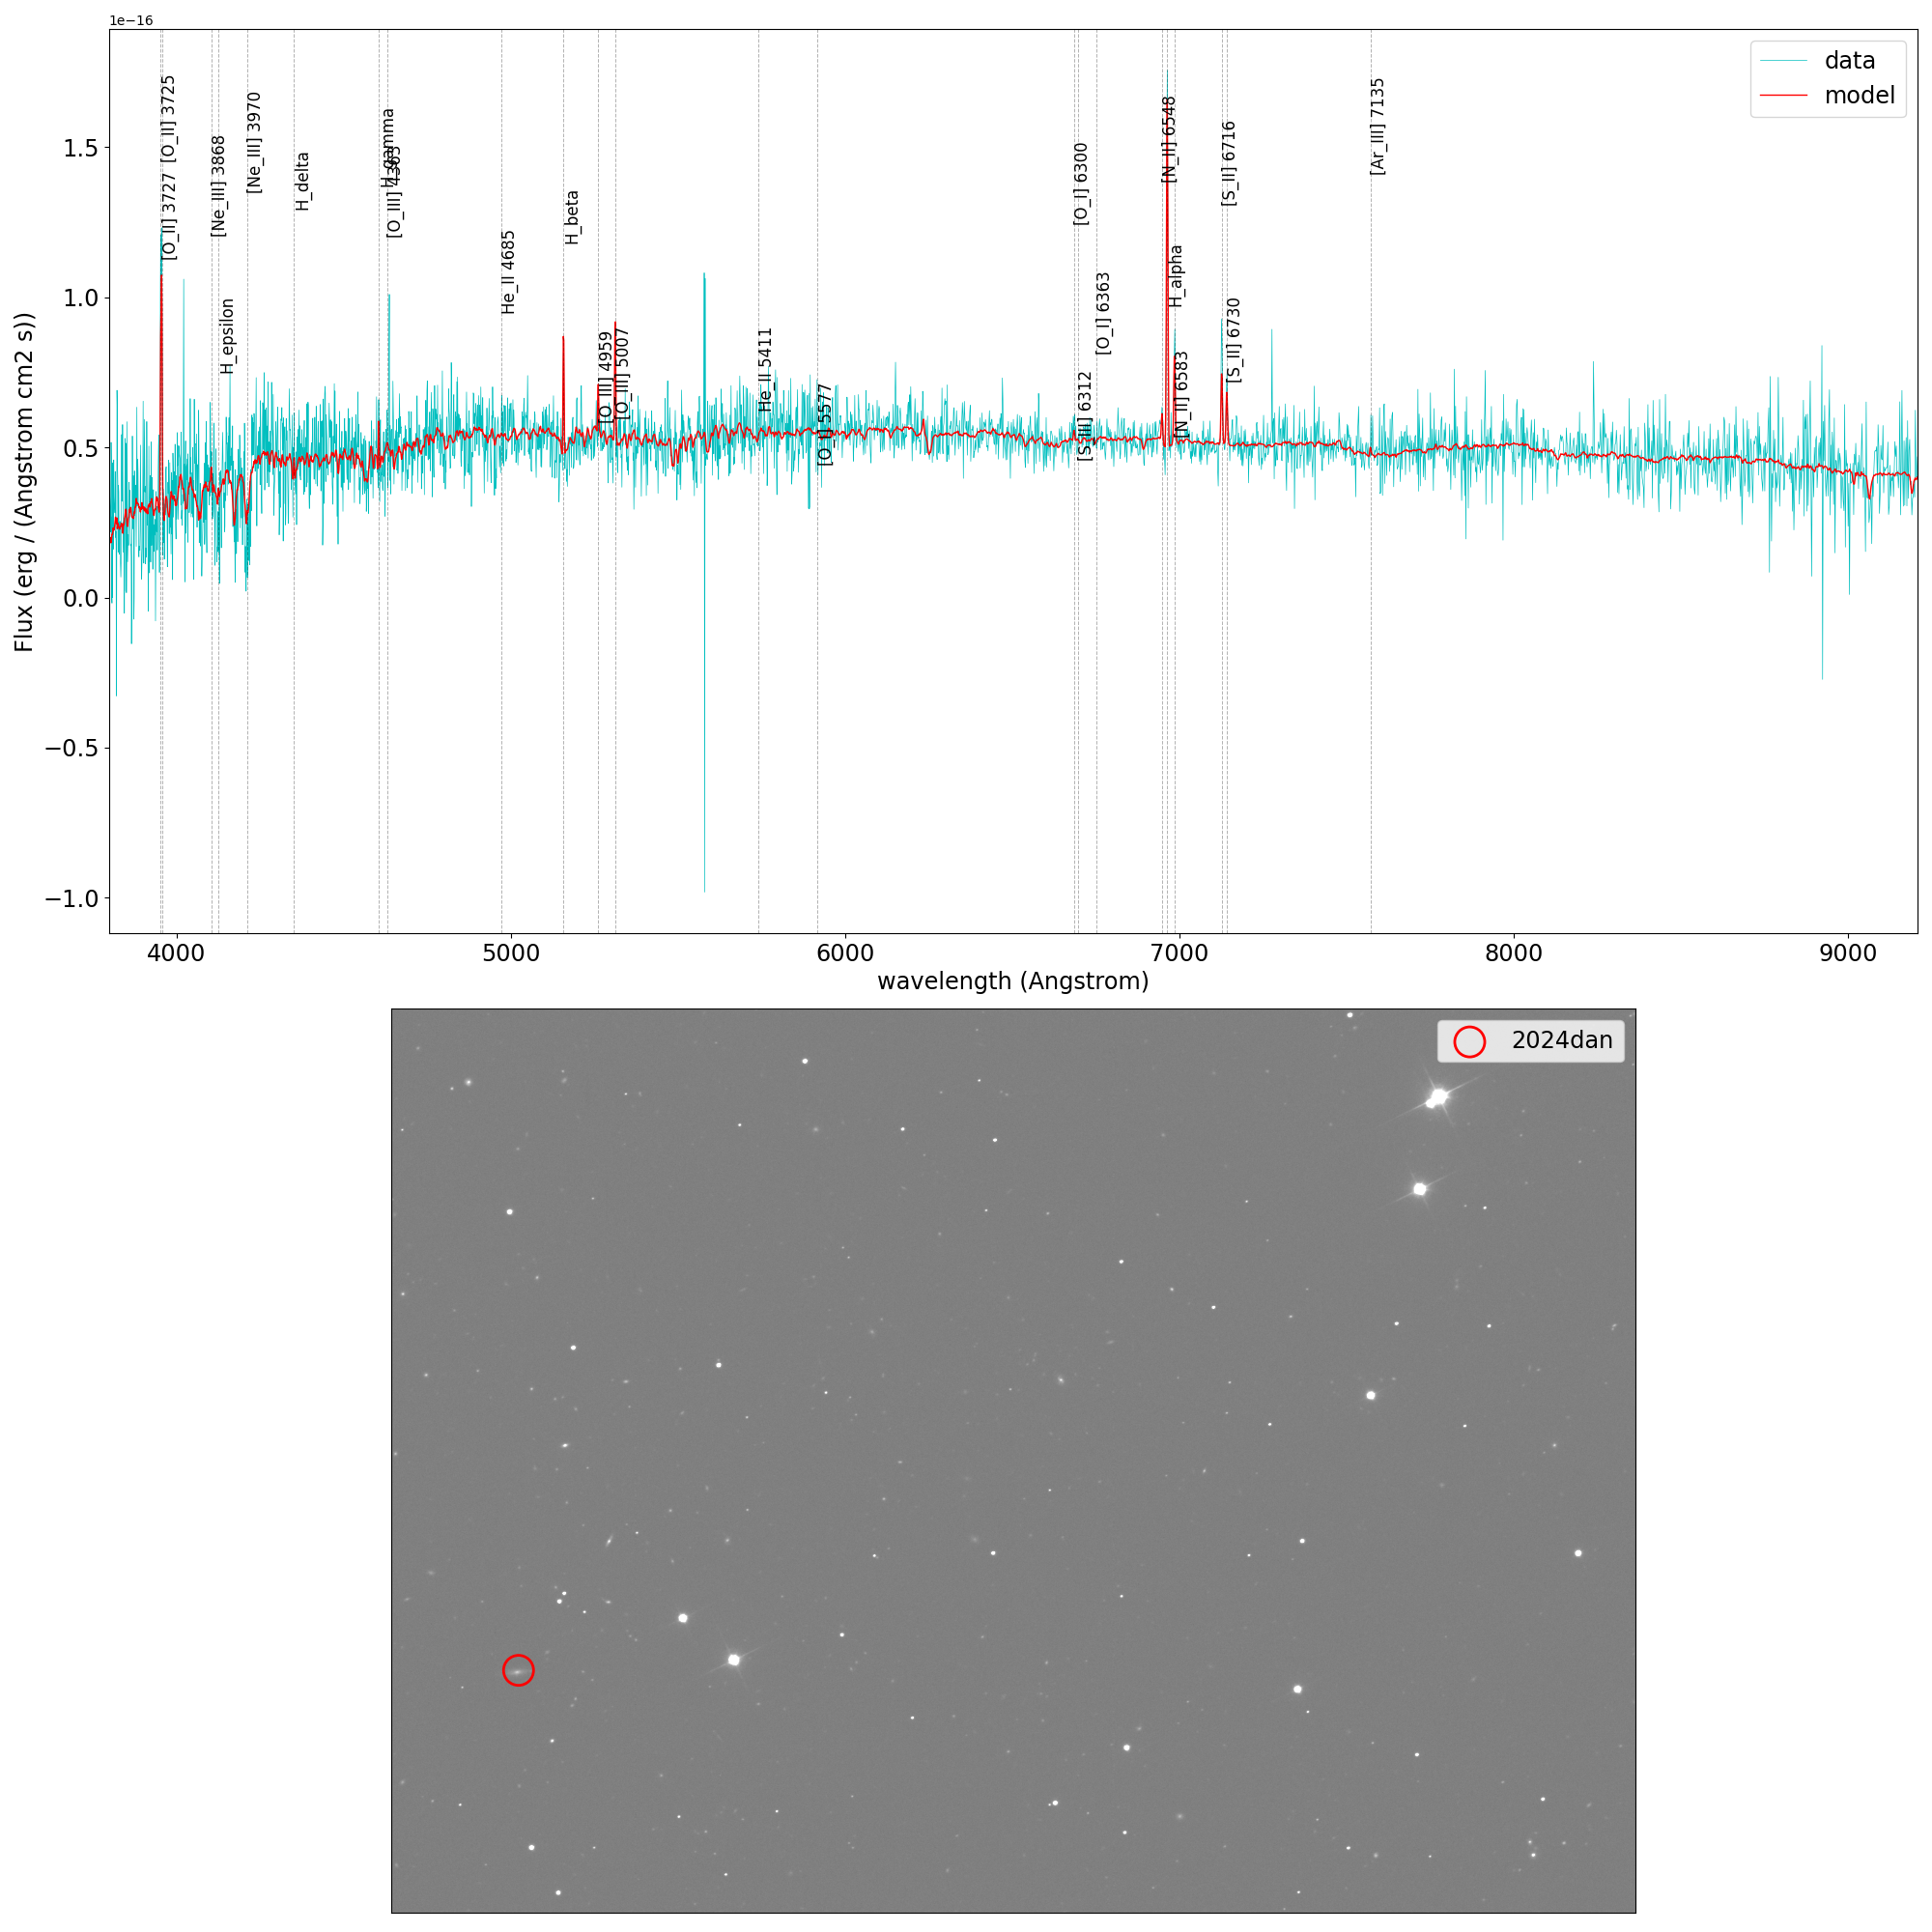 1e−16
data
model
[O_II] 3727
[O_II] 3725
[Ne_III] 3868
H_epsilon
[Ne_III] 3970
H_delta
H_gamma
[O_III] 4363
He_II 4685
H_beta
[O_III] 4959
[O_III] 5007
He_II 5411
[O_I] 5577
[O_I] 6300
[S_III] 6312
[O_I] 6363
[N_II] 6548
H_alpha
[N_II] 6583
[S_II] 6716
[S_II] 6730
[Ar_III] 7135
Flux (erg / (Angstrom cm2 s))
1.5
1.0
0.5
0.0
−0.5
−1.0
4000 5000 6000 7000 8000 9000
wavelength (Angstrom)
2024dan